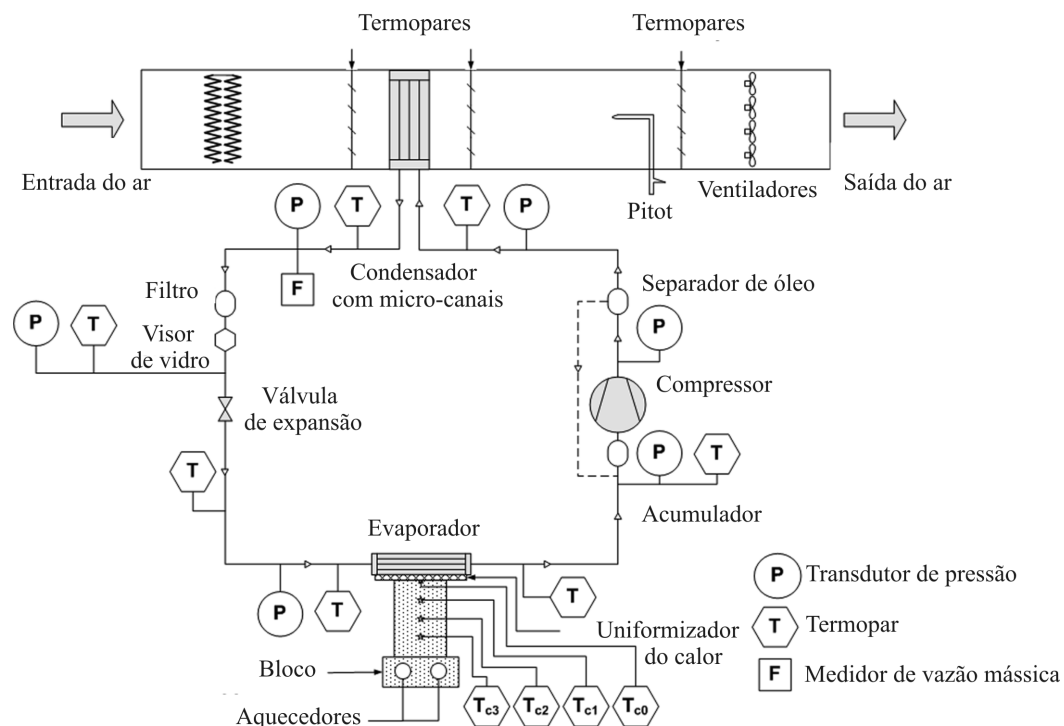 Termopares
Termopares
Entrada do ar
Ventiladores
Saída do ar
Pitot
P
T
T
P
F
Condensador
com micro-canais
Filtro
Separador de óleo
P
T
Visor
de vidro
P
Compressor
Válvula
de expansão
T
P
T
Acumulador
Evaporador
P
T
T
P
Transdutor de pressão
T
Termopar
Uniformizador
do calor
Bloco
F
Medidor de vazão mássica
Tc3
Tc2
Tc1
Tc0
Aquecedores